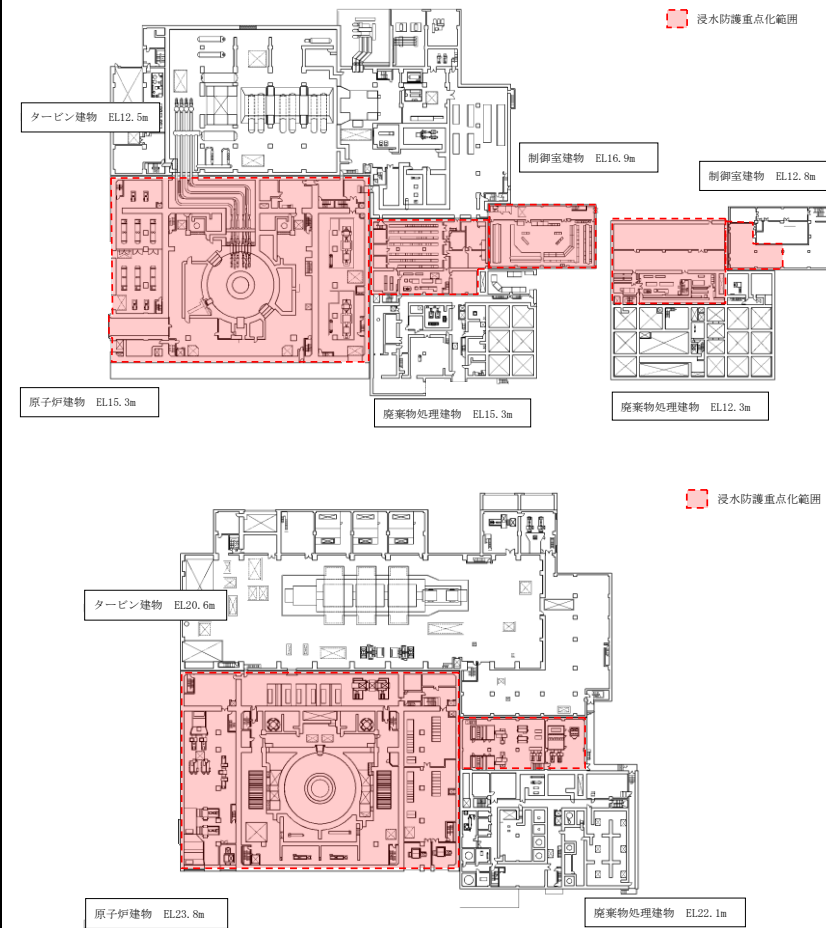 浸水防護重点化範囲
タービン建物 EL12.5m
制御室建物 EL16.9m
制御室建物 EL12.8m
原子炉建物 EL15.3m
廃棄物処理建物 EL15.3m
廃棄物処理建物 EL12.3m
浸水防護重点化範囲
タービン建物 EL20.6m
原子炉建物 EL23.8m
廃棄物処理建物 EL22.1m